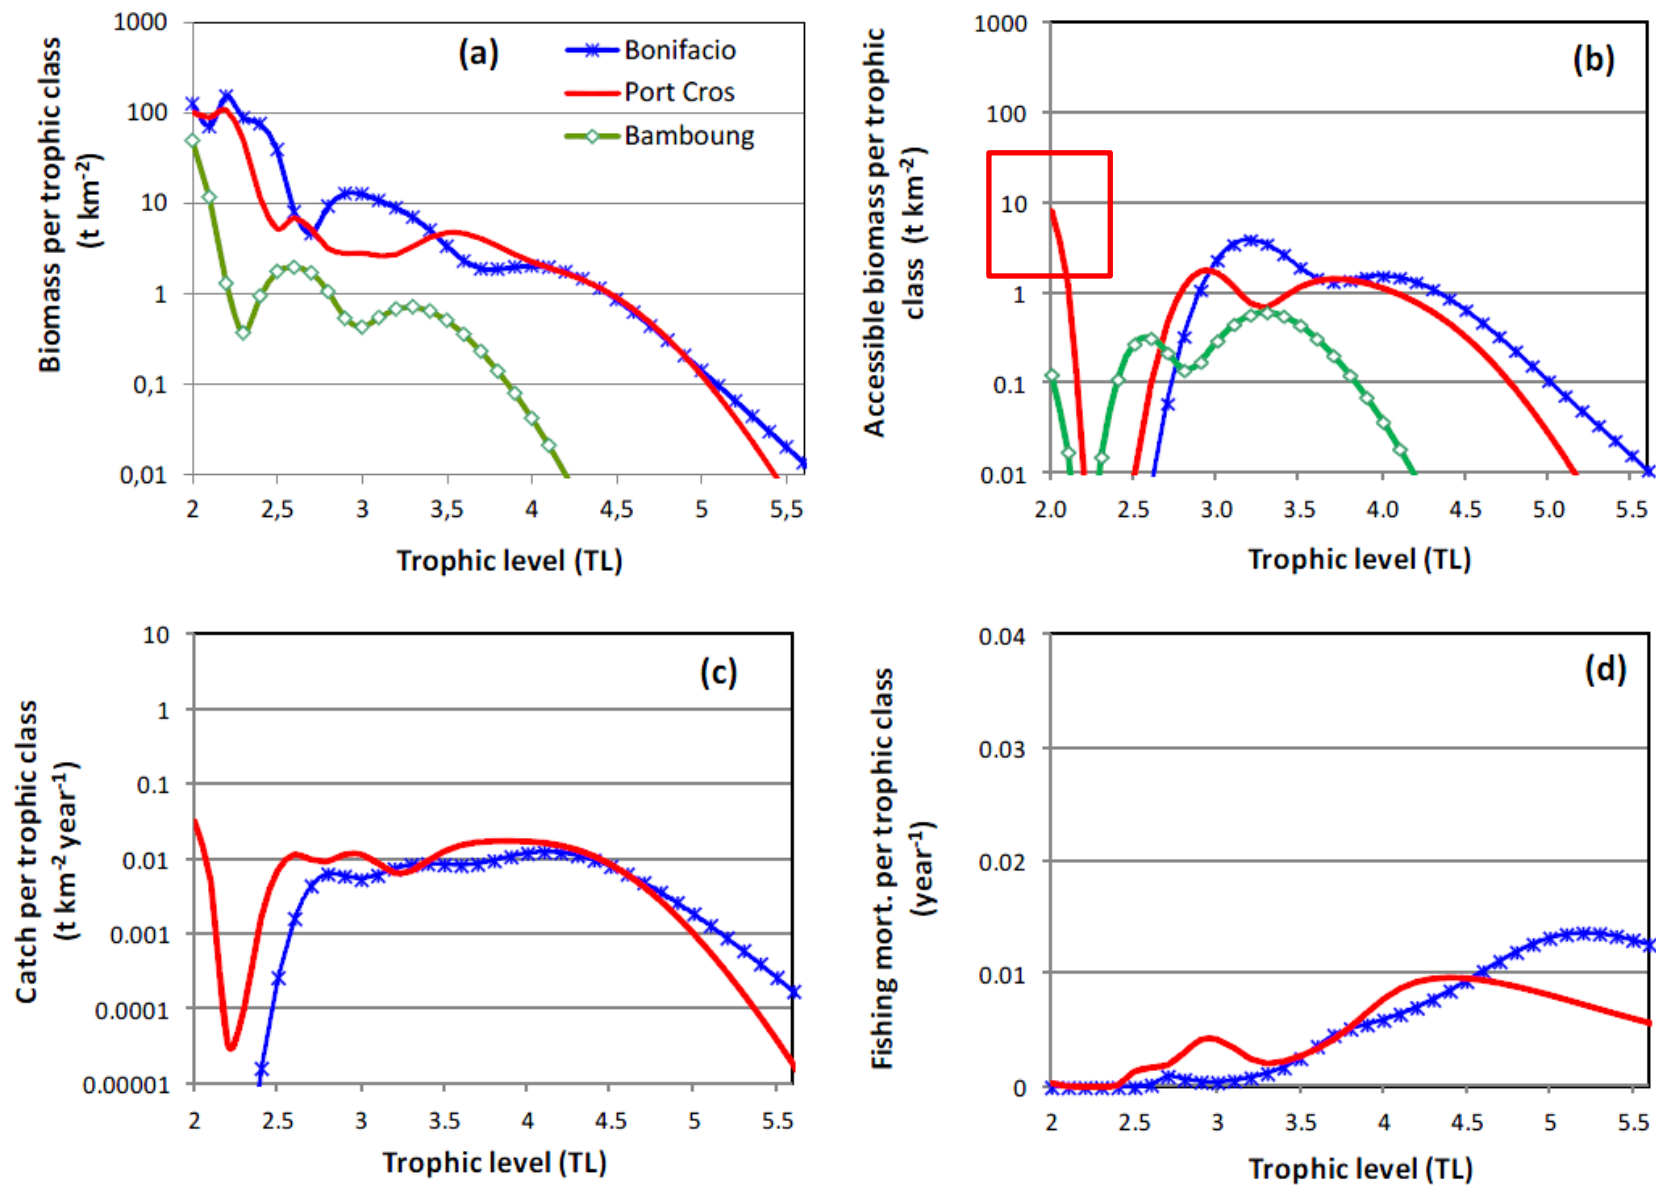 (a)
Bonifacio
Port Cros
Bamboung
Biomass per trophic class
(t km-2)
1000
100
10
1
0,1
0,01
2
2,5
3
3,5
4
4,5
5
5,5
Trophic level (TL)
(b)
Accessible biomass per trophic
class (t km-2)
1000
100
10
1
0.1
0.01
2.0
2.5
3.0
3.5
4.0
4.5
5.0
5.5
Trophic level (TL)
(c)
Catch per trophic class
(t km-2 year-1)
10
1
0.1
0.01
0.001
0.0001
0.00001
2
2.5
3
3.5
4
4.5
5
5.5
Trophic level (TL)
(d)
Fishing mort. per trophic class
(year-1)
0.04
0.03
0.02
0.01
0
2
2.5
3
3.5
4
4.5
5
5.5
Trophic level (TL)